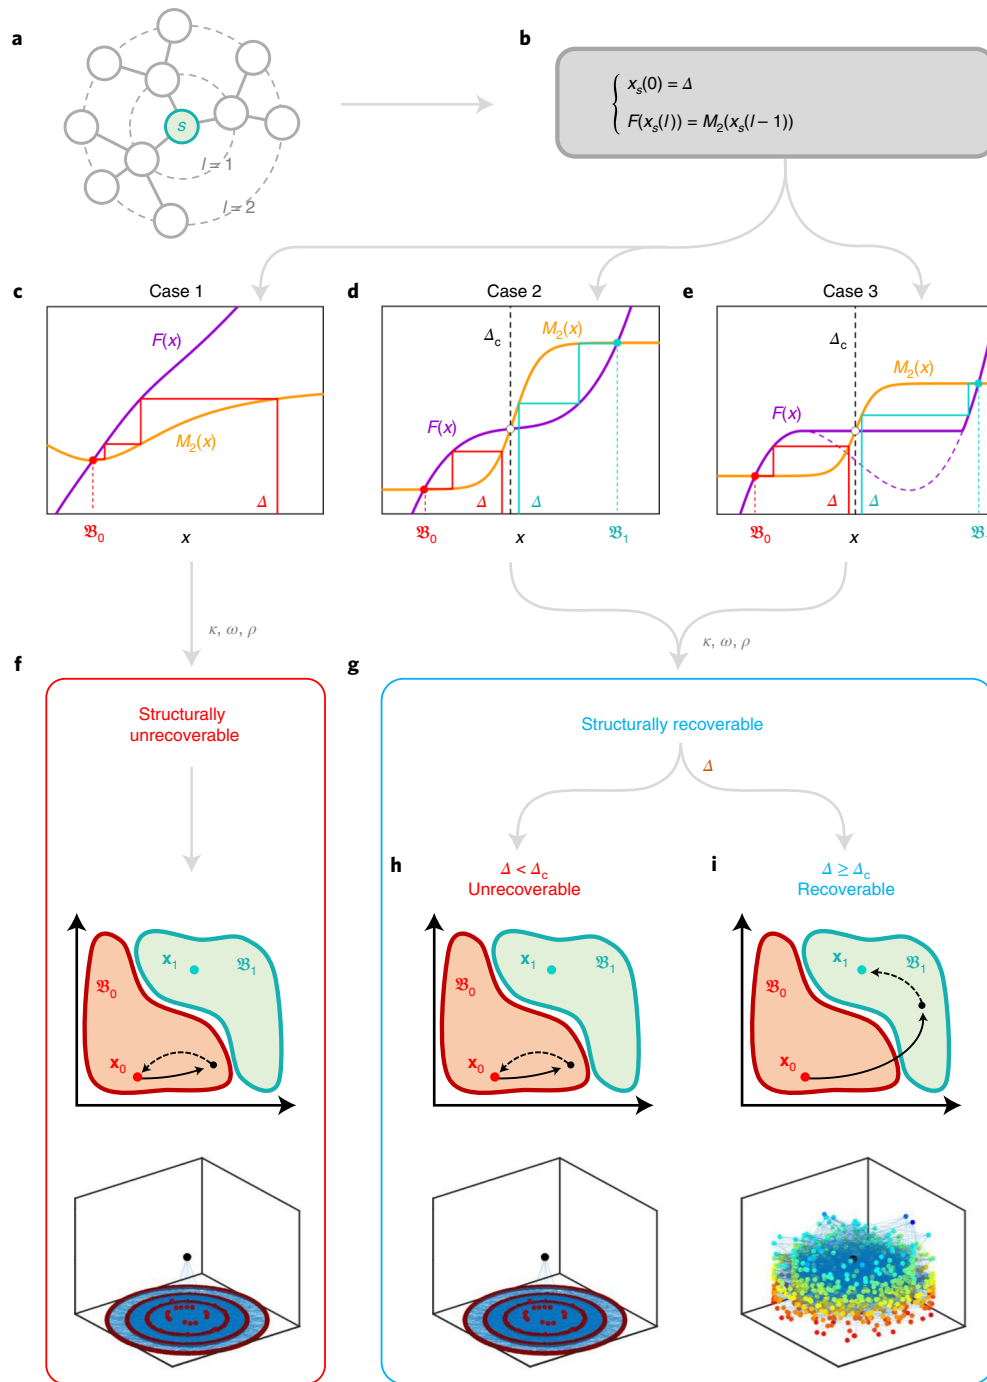 a
b
s
l = 1
l = 2
x_s(0) = Δ
F(x_s(l)) = M_2(x_s(l − 1))
c
Case 1
F(x)
M_2(x)
Δ
𝔅_0
x
d
Case 2
Δ_c
M_2(x)
F(x)
Δ
Δ
𝔅_0
x
𝔅_1
e
Case 3
Δ_c
M_2(x)
F(x)
Δ
Δ
𝔅_0
x
κ, ω, ρ
κ, ω, ρ
f
Structurally
unrecoverable
g
Structurally recoverable
Δ
h
Δ < Δ_c
Unrecoverable
i
Δ ≥ Δ_c
Recoverable
𝔅_0
x_1
𝔅_1
x_0
𝔅_0
x_1
𝔅_1
x_0
𝔅_0
x_1
𝔅_1
x_0